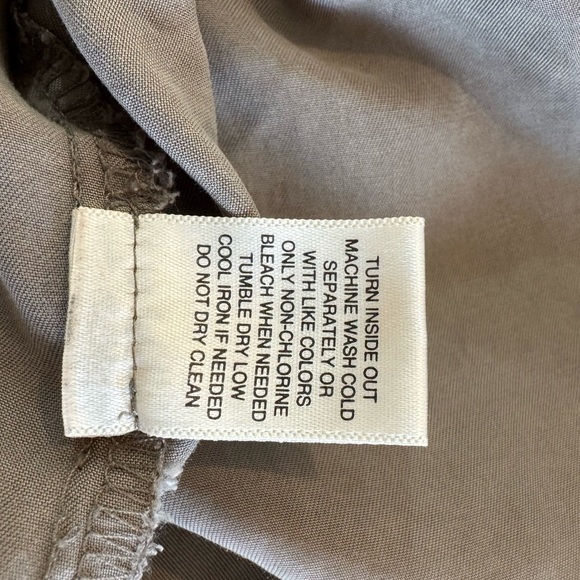 TURN INSIDE OUT
MACHINE WASH COLD
SEPARATELY OR
WITH LIKE COLORS
ONLY NON-CHLORINE
BLEACH WHEN NEEDED
TUMBLE DRY LOW
COOL IRON IF NEEDED
DO NOT DRY CLEAN